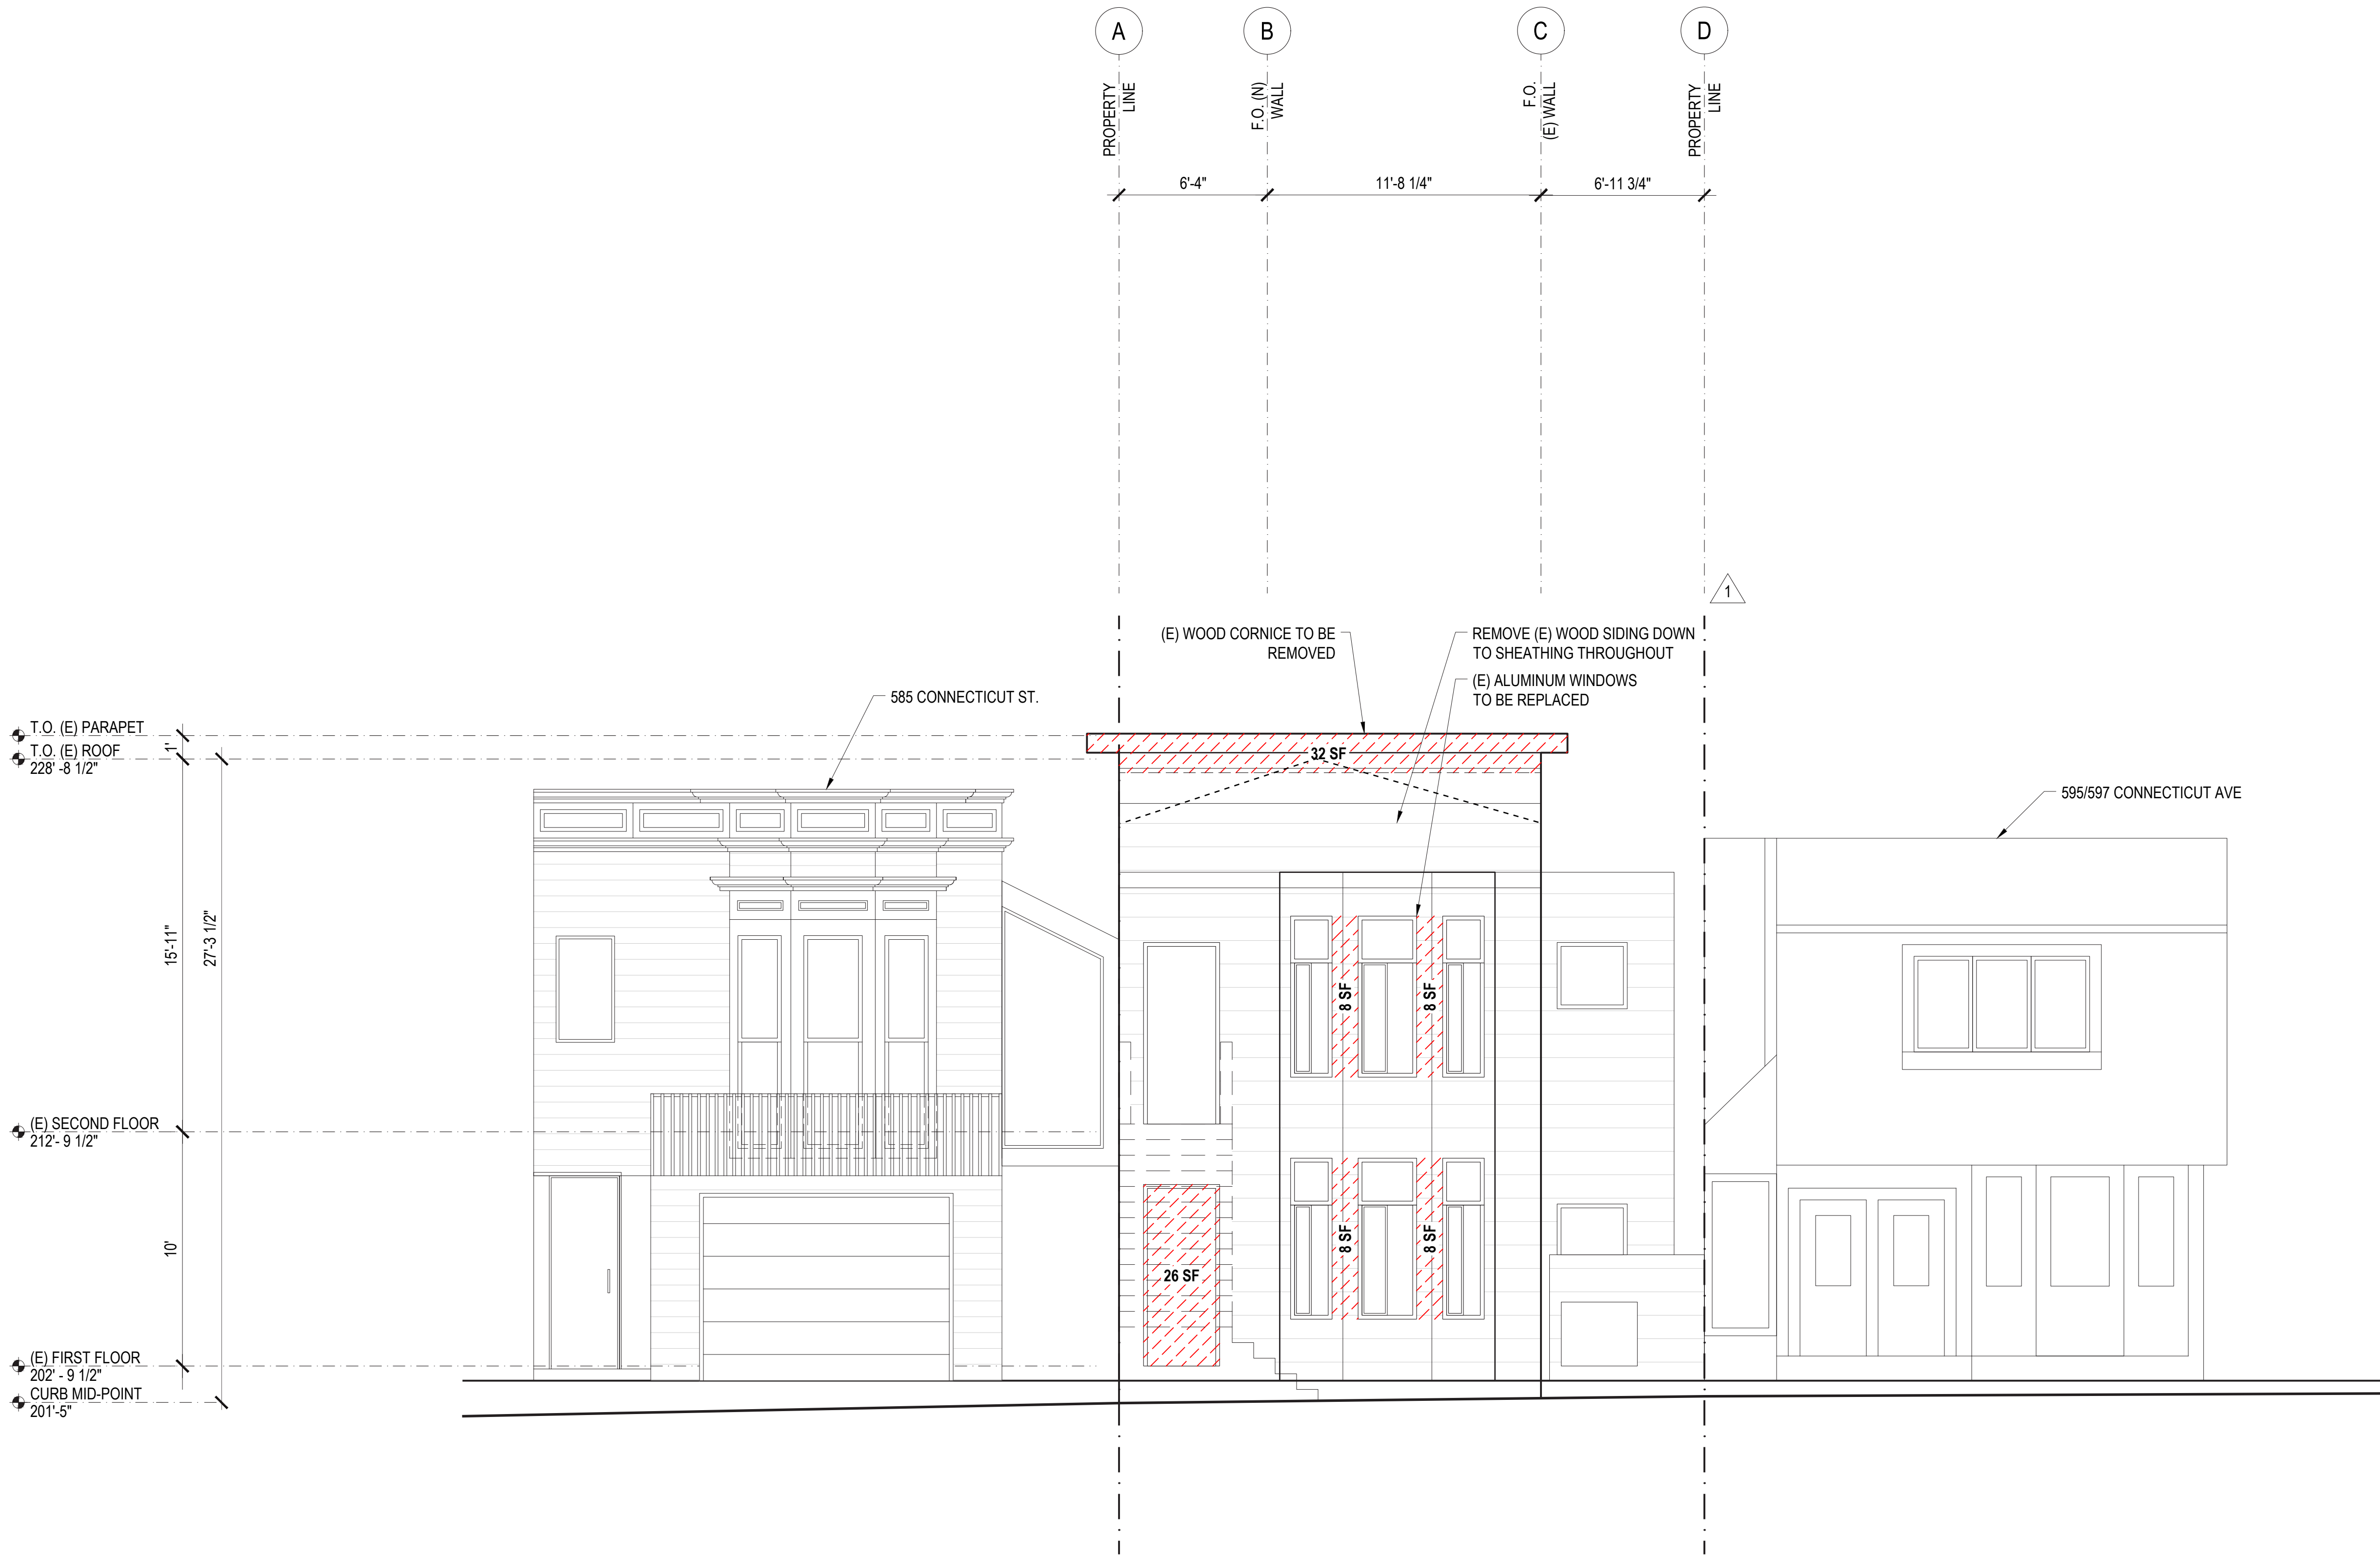 A
B
C
D
PROPERTY
LINE
F.O. (N)
WALL
F.O.
(E) WALL
PROPERTY
LINE
6'-4"
11'-8 1/4"
6'-11 3/4"
1
(E) WOOD CORNICE TO BE
REMOVED
REMOVE (E) WOOD SIDING DOWN
TO SHEATHING THROUGHOUT
(E) ALUMINUM WINDOWS
TO BE REPLACED
585 CONNECTICUT ST.
T.O. (E) PARAPET
1'
T.O. (E) ROOF
228' -8 1/2"
32 SF
595/597 CONNECTICUT AVE
15'-11"
27'-3 1/2"
8 SF
8 SF
(E) SECOND FLOOR
212'- 9 1/2"
10'
8 SF
8 SF
26 SF
(E) FIRST FLOOR
202' - 9 1/2"
CURB MID-POINT
201'-5"